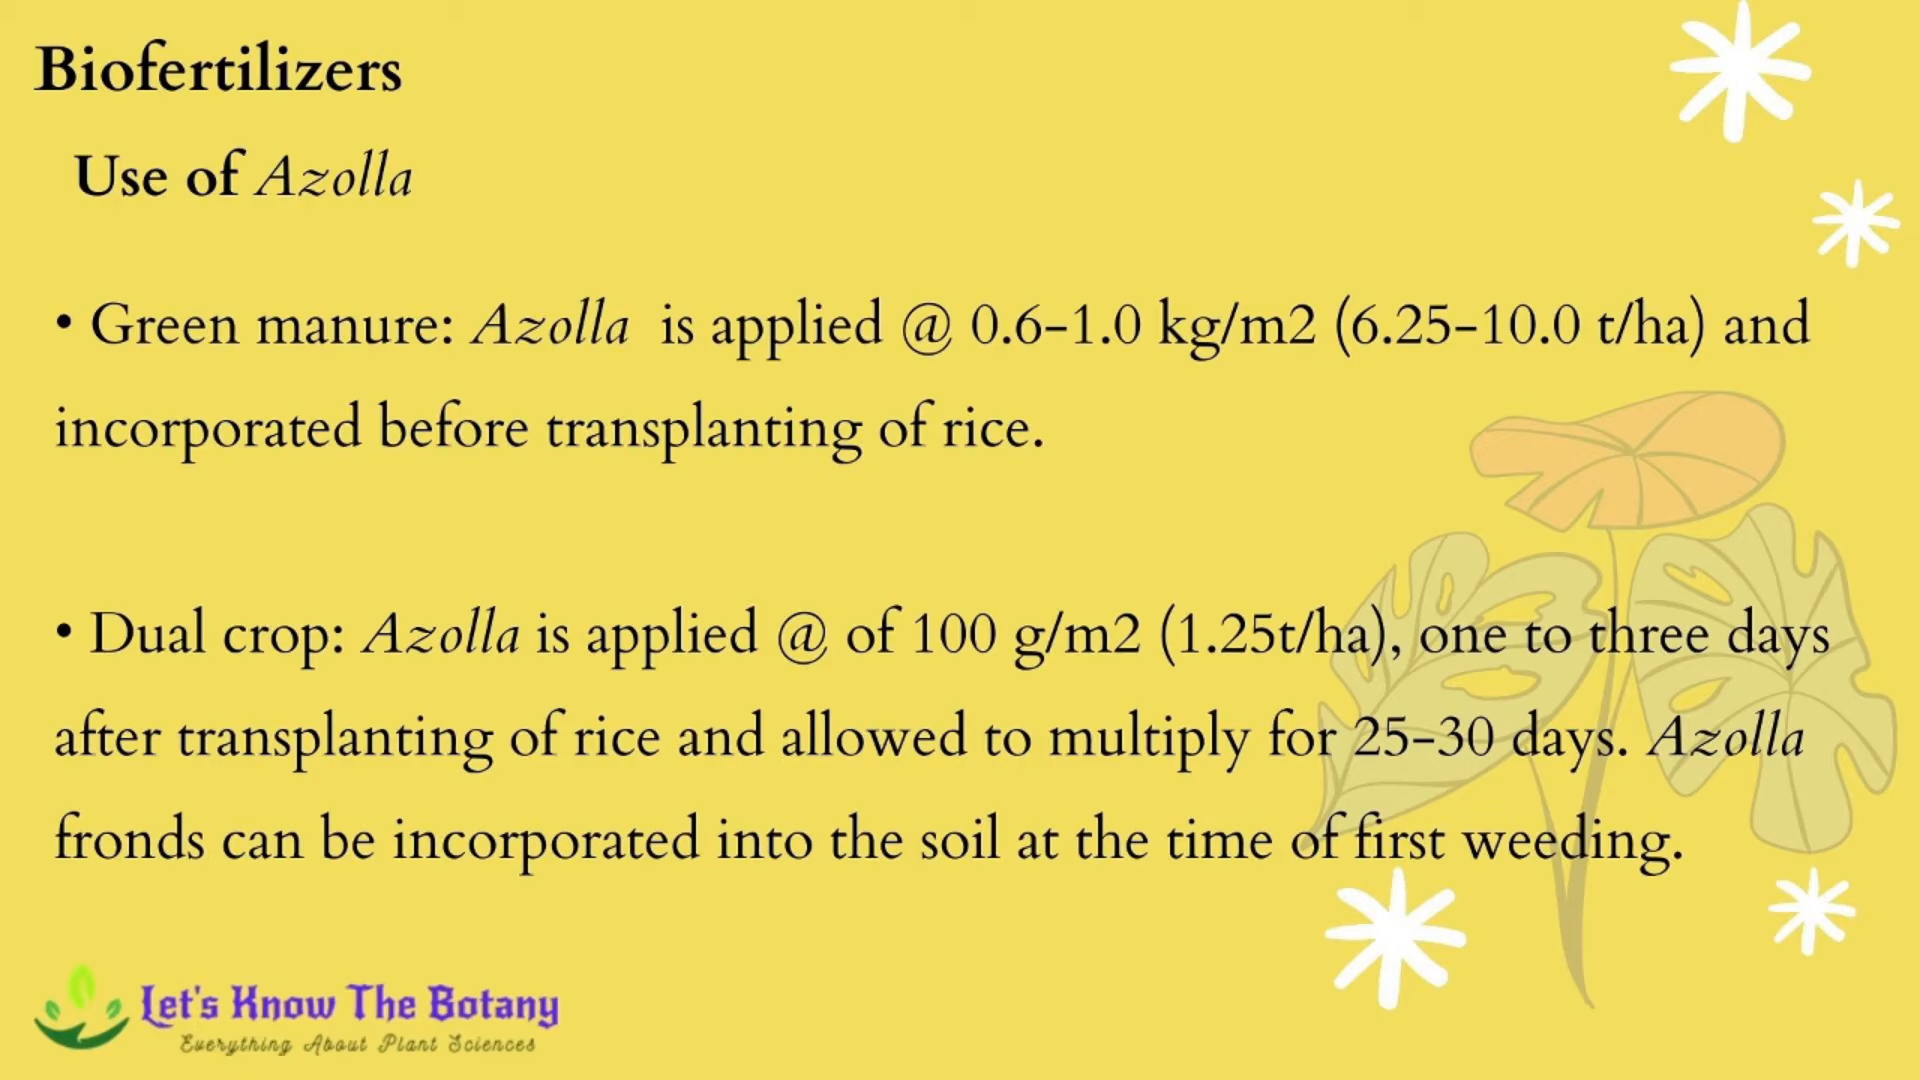 Biofertilizers
Use of Azolla
• Green manure: Azolla is applied @ 0.6-1.0 kg/m2 (6.25-10.0 t/ha) and
incorporated before transplanting of rice.
• Dual crop: Azolla is applied @ of 100 g/m2 (1.25t/ha), one to three days
after transplanting of rice and allowed to multiply for 25-30 days. Azolla
fronds can be incorporated into the soil at the time of first weeding.
Let's Know The Botany
Everything About Plant Sciences